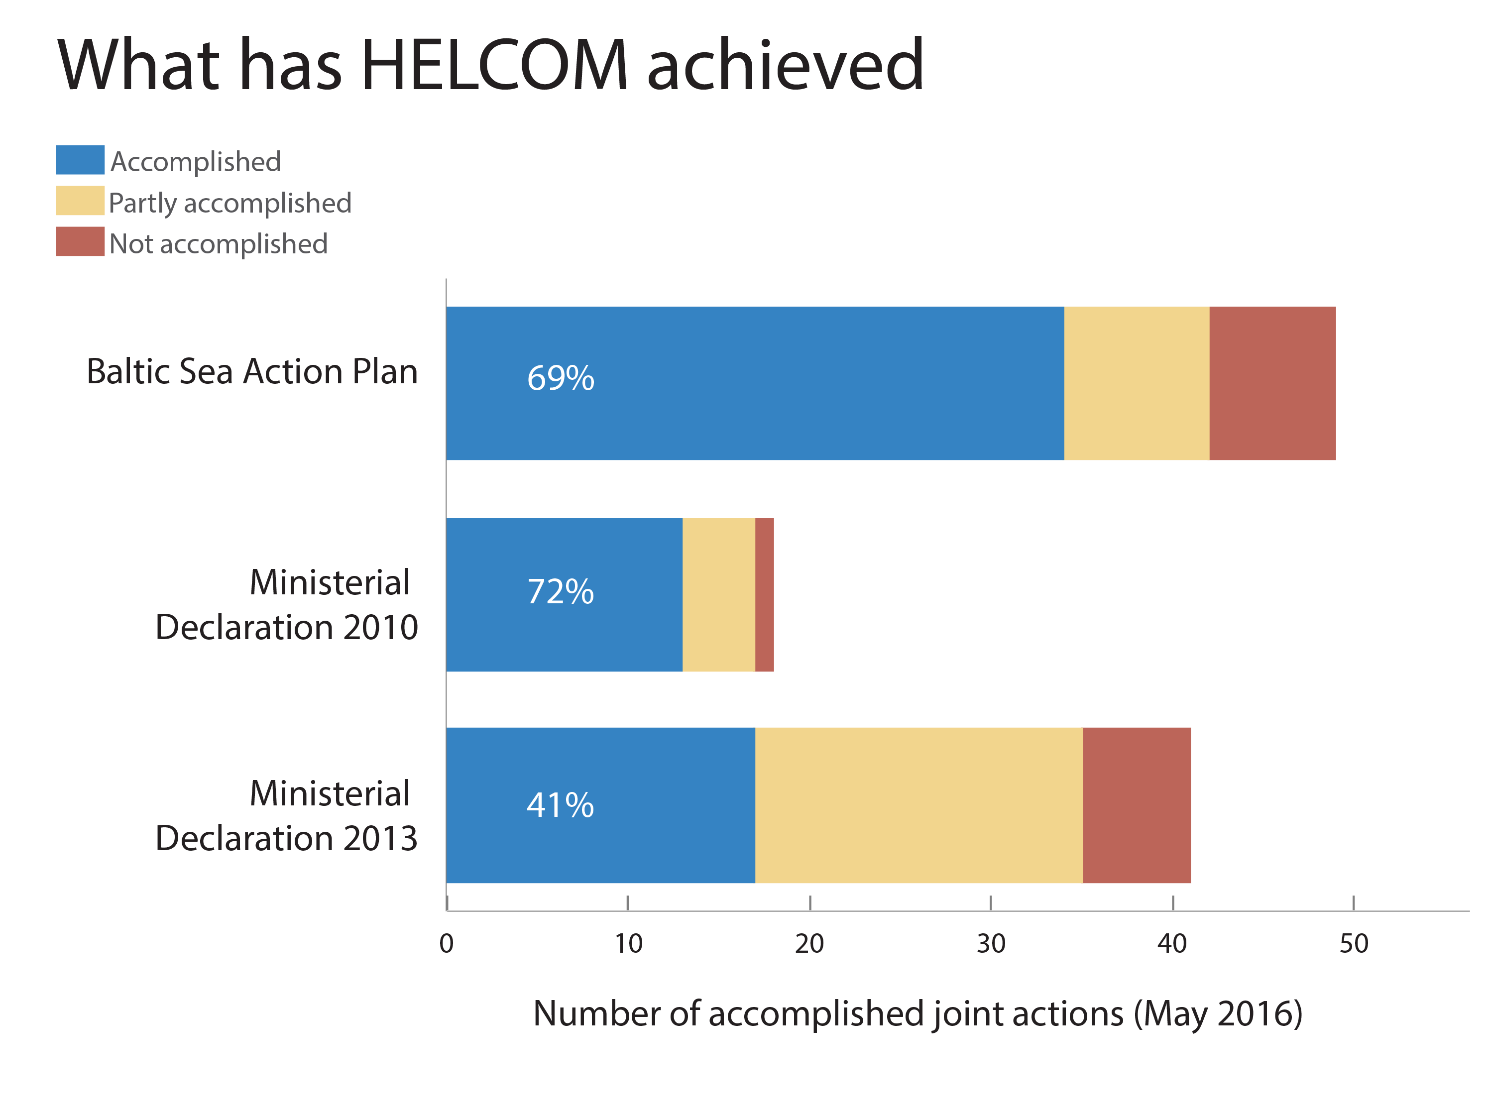 What has HELCOM achieved
Accomplished
Partly accomplished
Not accomplished
Baltic Sea Action Plan
69%
Ministerial
Declaration 2010
72%
Ministerial
Declaration 2013
41%
0 10 20 30 40 50
Number of accomplished joint actions (May 2016)